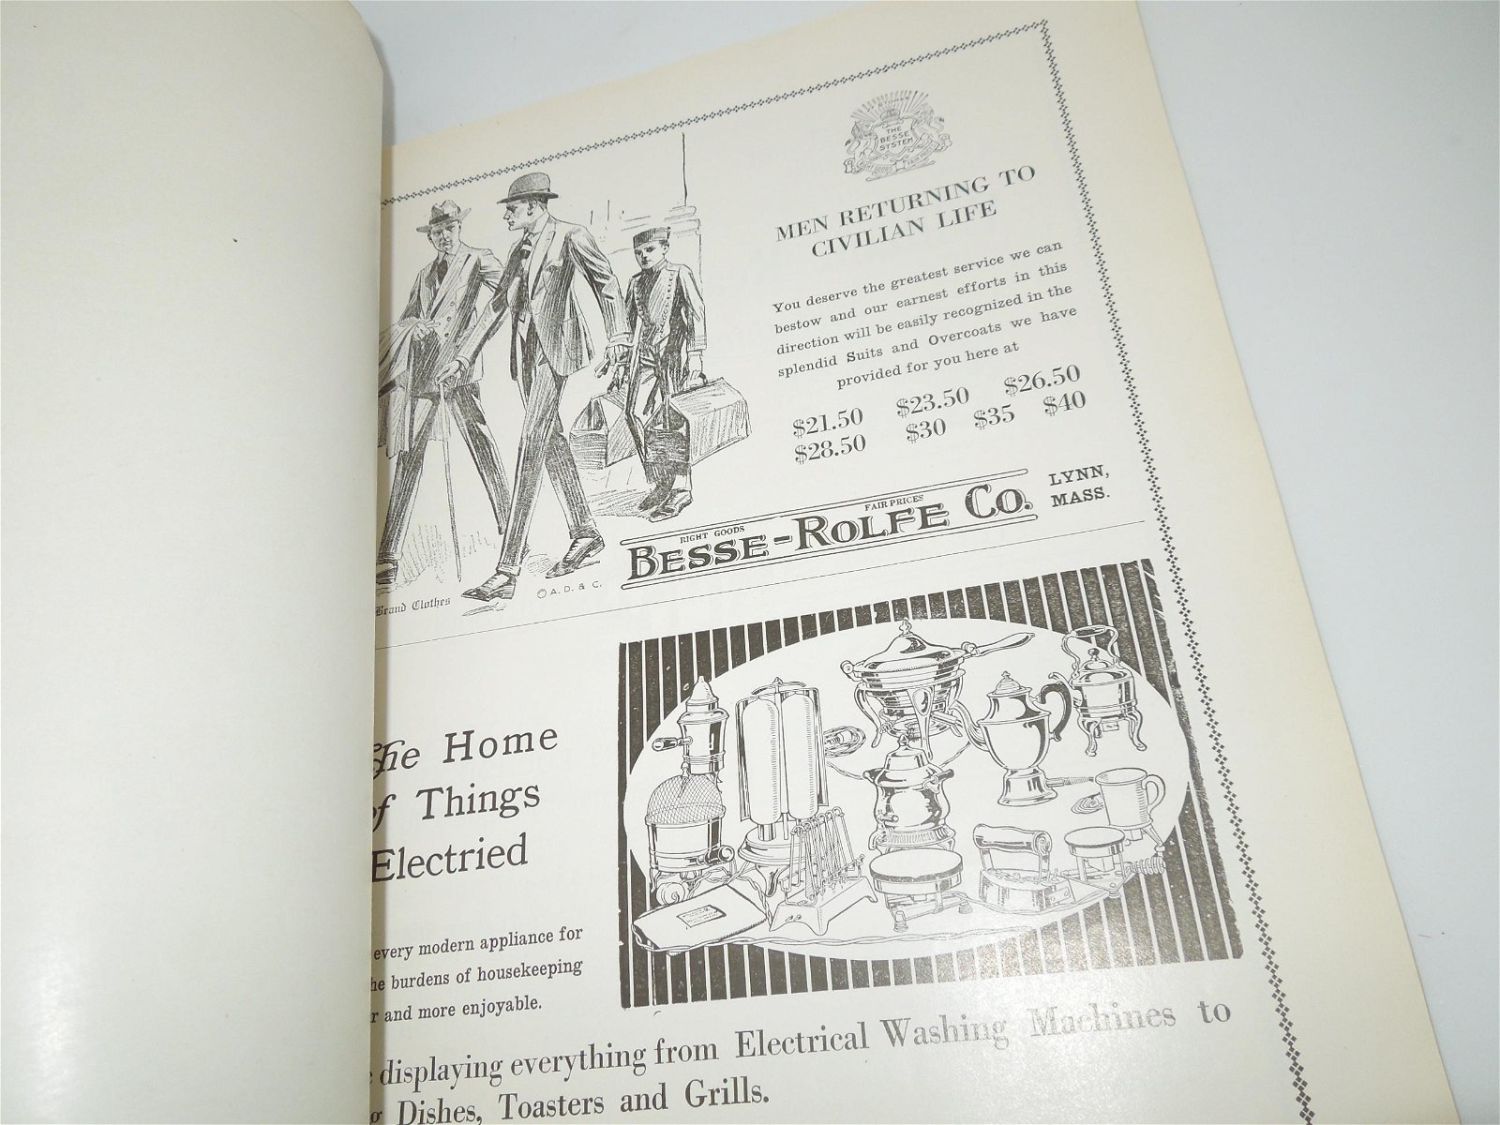 THE
BESSE
SYSTEM
MEN RETURNING TO
CIVILIAN LIFE
You deserve the greatest service we can
bestow and our earnest efforts in this
direction will be easily recognized in the
splendid Suits and Overcoats we have
provided for you here at
$21.50 $23.50 $26.50
$28.50 $30 $35 $40
RIGHT GOODS FAIR PRICES
BESSE-ROLFE CO.
LYNN,
MASS.
© A. D. & C.
Brand Clothes
The Home
of Things
Electried
every modern appliance for
burdens of housekeeping
and more enjoyable.
displaying everything from Electrical Washing Machines to
Dishes, Toasters and Grills.